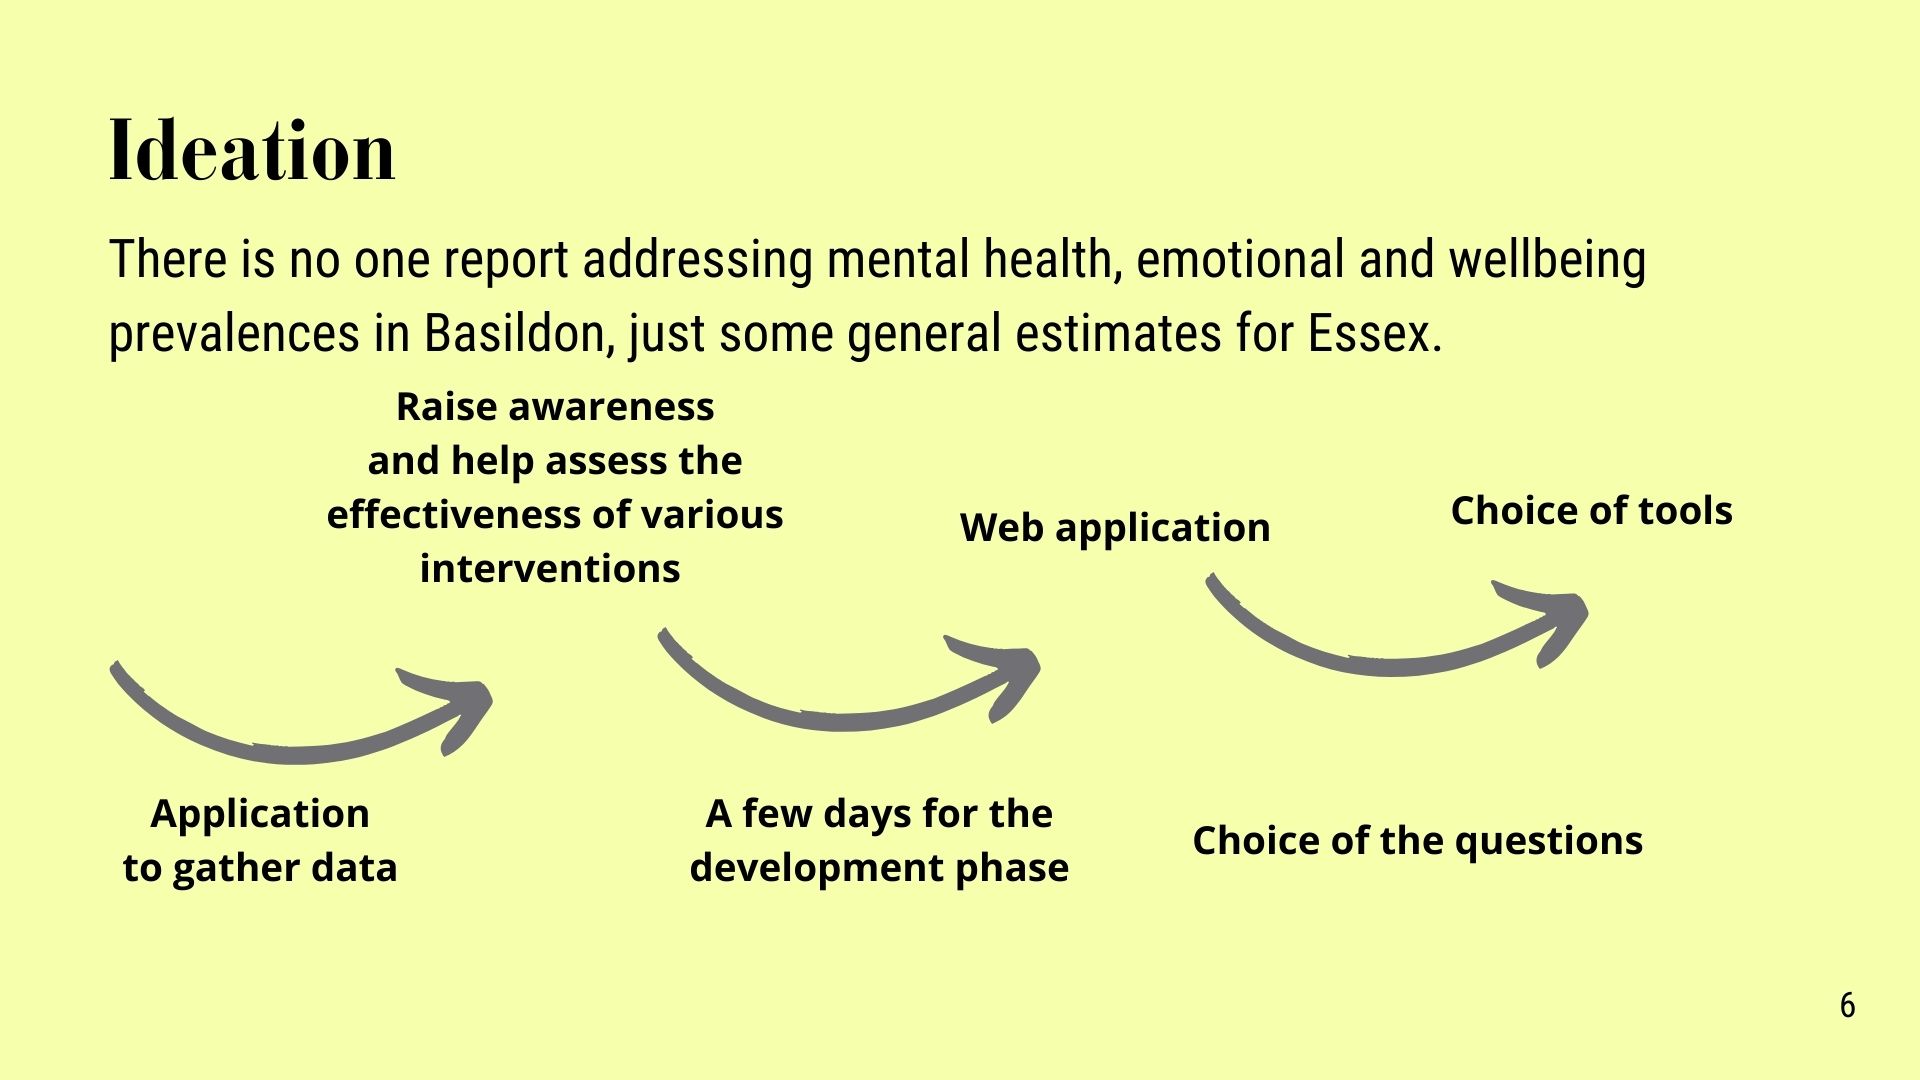 Ideation
There is no one report addressing mental health, emotional and wellbeing
prevalences in Basildon, just some general estimates for Essex.
Raise awareness
and help assess the
effectiveness of various
interventions
Web application
Choice of tools
Application
to gather data
A few days for the
development phase
Choice of the questions
6